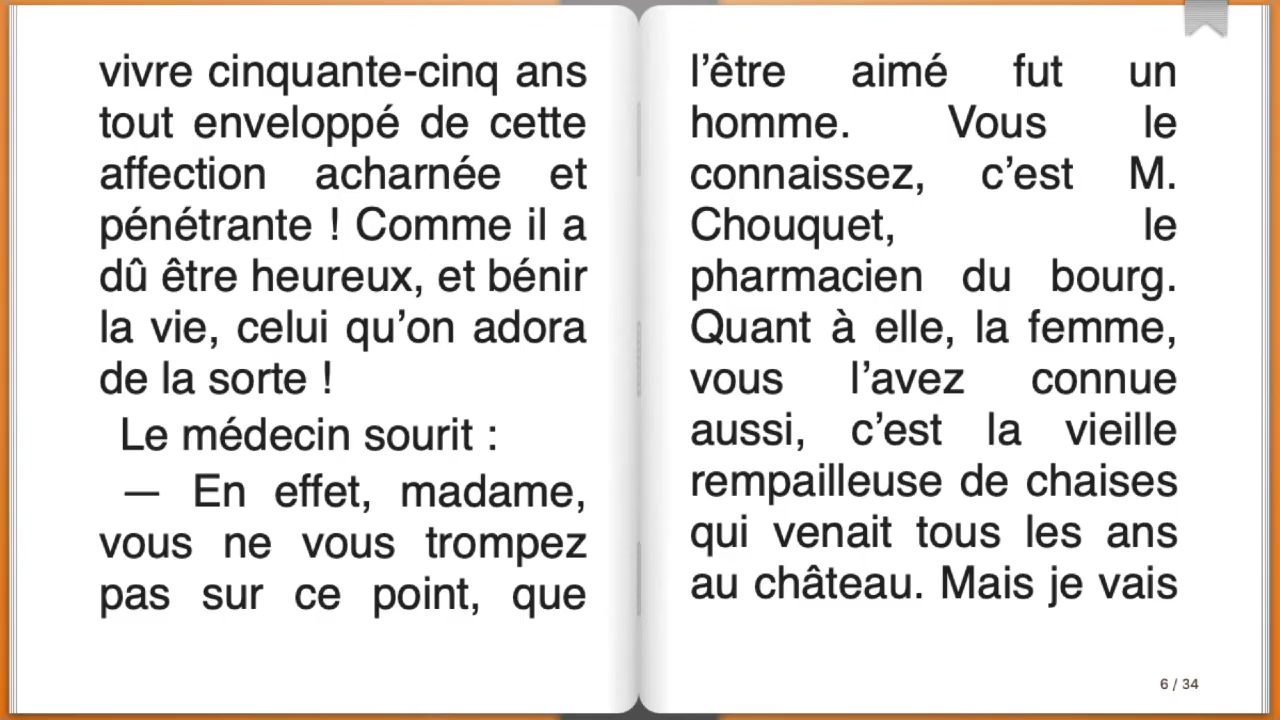 vivre cinquante-cinq ans
tout enveloppé de cette
affection acharnée et
pénétrante ! Comme il a
dû être heureux, et bénir
la vie, celui qu’on adora
de la sorte !
Le médecin sourit :
— En effet, madame,
vous ne vous trompez
pas sur ce point, que
l’être aimé fut un
homme. Vous le
connaissez, c’est M.
Chouquet, le
pharmacien du bourg.
Quant à elle, la femme,
vous l’avez connue
aussi, c’est la vieille
rempailleuse de chaises
qui venait tous les ans
au château. Mais je vais
6 / 34